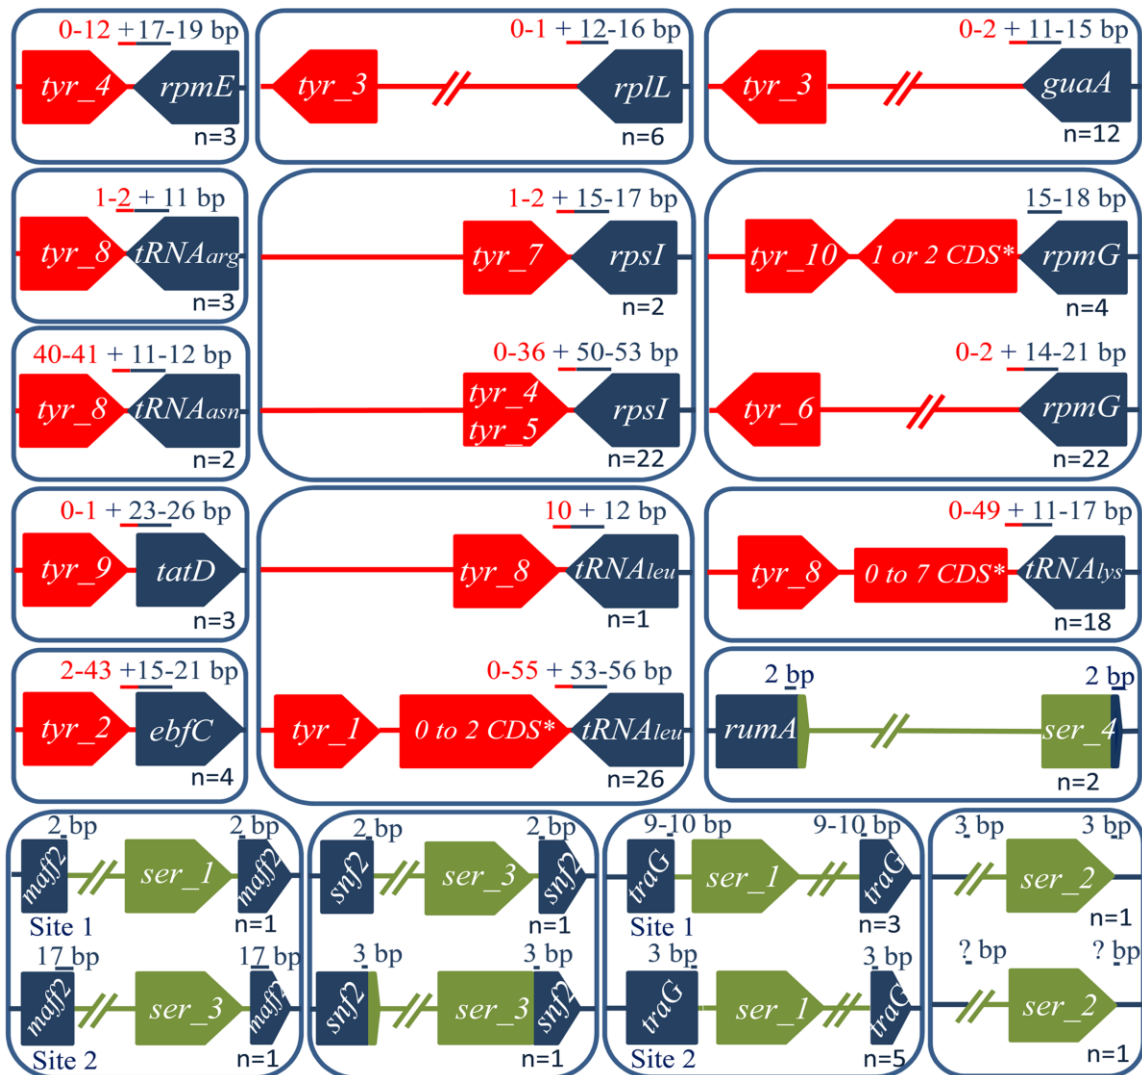 0-12 +17-19 bp
tyr_4 rpmE
n=3
0-1 + 12-16 bp
tyr_3 rplL
n=6
0-2 + 11-15 bp
tyr_3 guaA
n=12
1-2 + 11 bp
tyr_8 tRNAarg
n=3
1-2 + 15-17 bp
tyr_7 rpsI
n=2
15-18 bp
tyr_10 1 or 2 CDS* rpmG
n=4
40-41 + 11-12 bp
tyr_8 tRNAasn
n=2
0-36 + 50-53 bp
tyr_4
tyr_5 rpsI
n=22
0-2 + 14-21 bp
tyr_6 rpmG
n=22
0-1 + 23-26 bp
tyr_9 tatD
n=3
10 + 12 bp
tyr_8 tRNAleu
n=1
0-49 + 11-17 bp
tyr_8 0 to 7 CDS* tRNAlys
n=18
2-43 +15-21 bp
tyr_2 ebfC
n=4
0-55 + 53-56 bp
tyr_1 0 to 2 CDS* tRNAleu
n=26
2 bp 2 bp
rumA ser_4
n=2
2 bp 2 bp
maff2 ser_1 maff2
Site 1 n=1
17 bp 17 bp
maff2 ser_3 maff2
Site 2 n=1
2 bp 2 bp
snf2 ser_3 snf2
n=1
3 bp 3 bp
snf2 ser_3 snf2
n=1
9-10 bp 9-10 bp
traG ser_1 traG
Site 1 n=3
3 bp 3 bp
traG ser_1 traG
Site 2 n=5
3 bp 3 bp
ser_2
n=1
? bp ? bp
ser_2
n=1